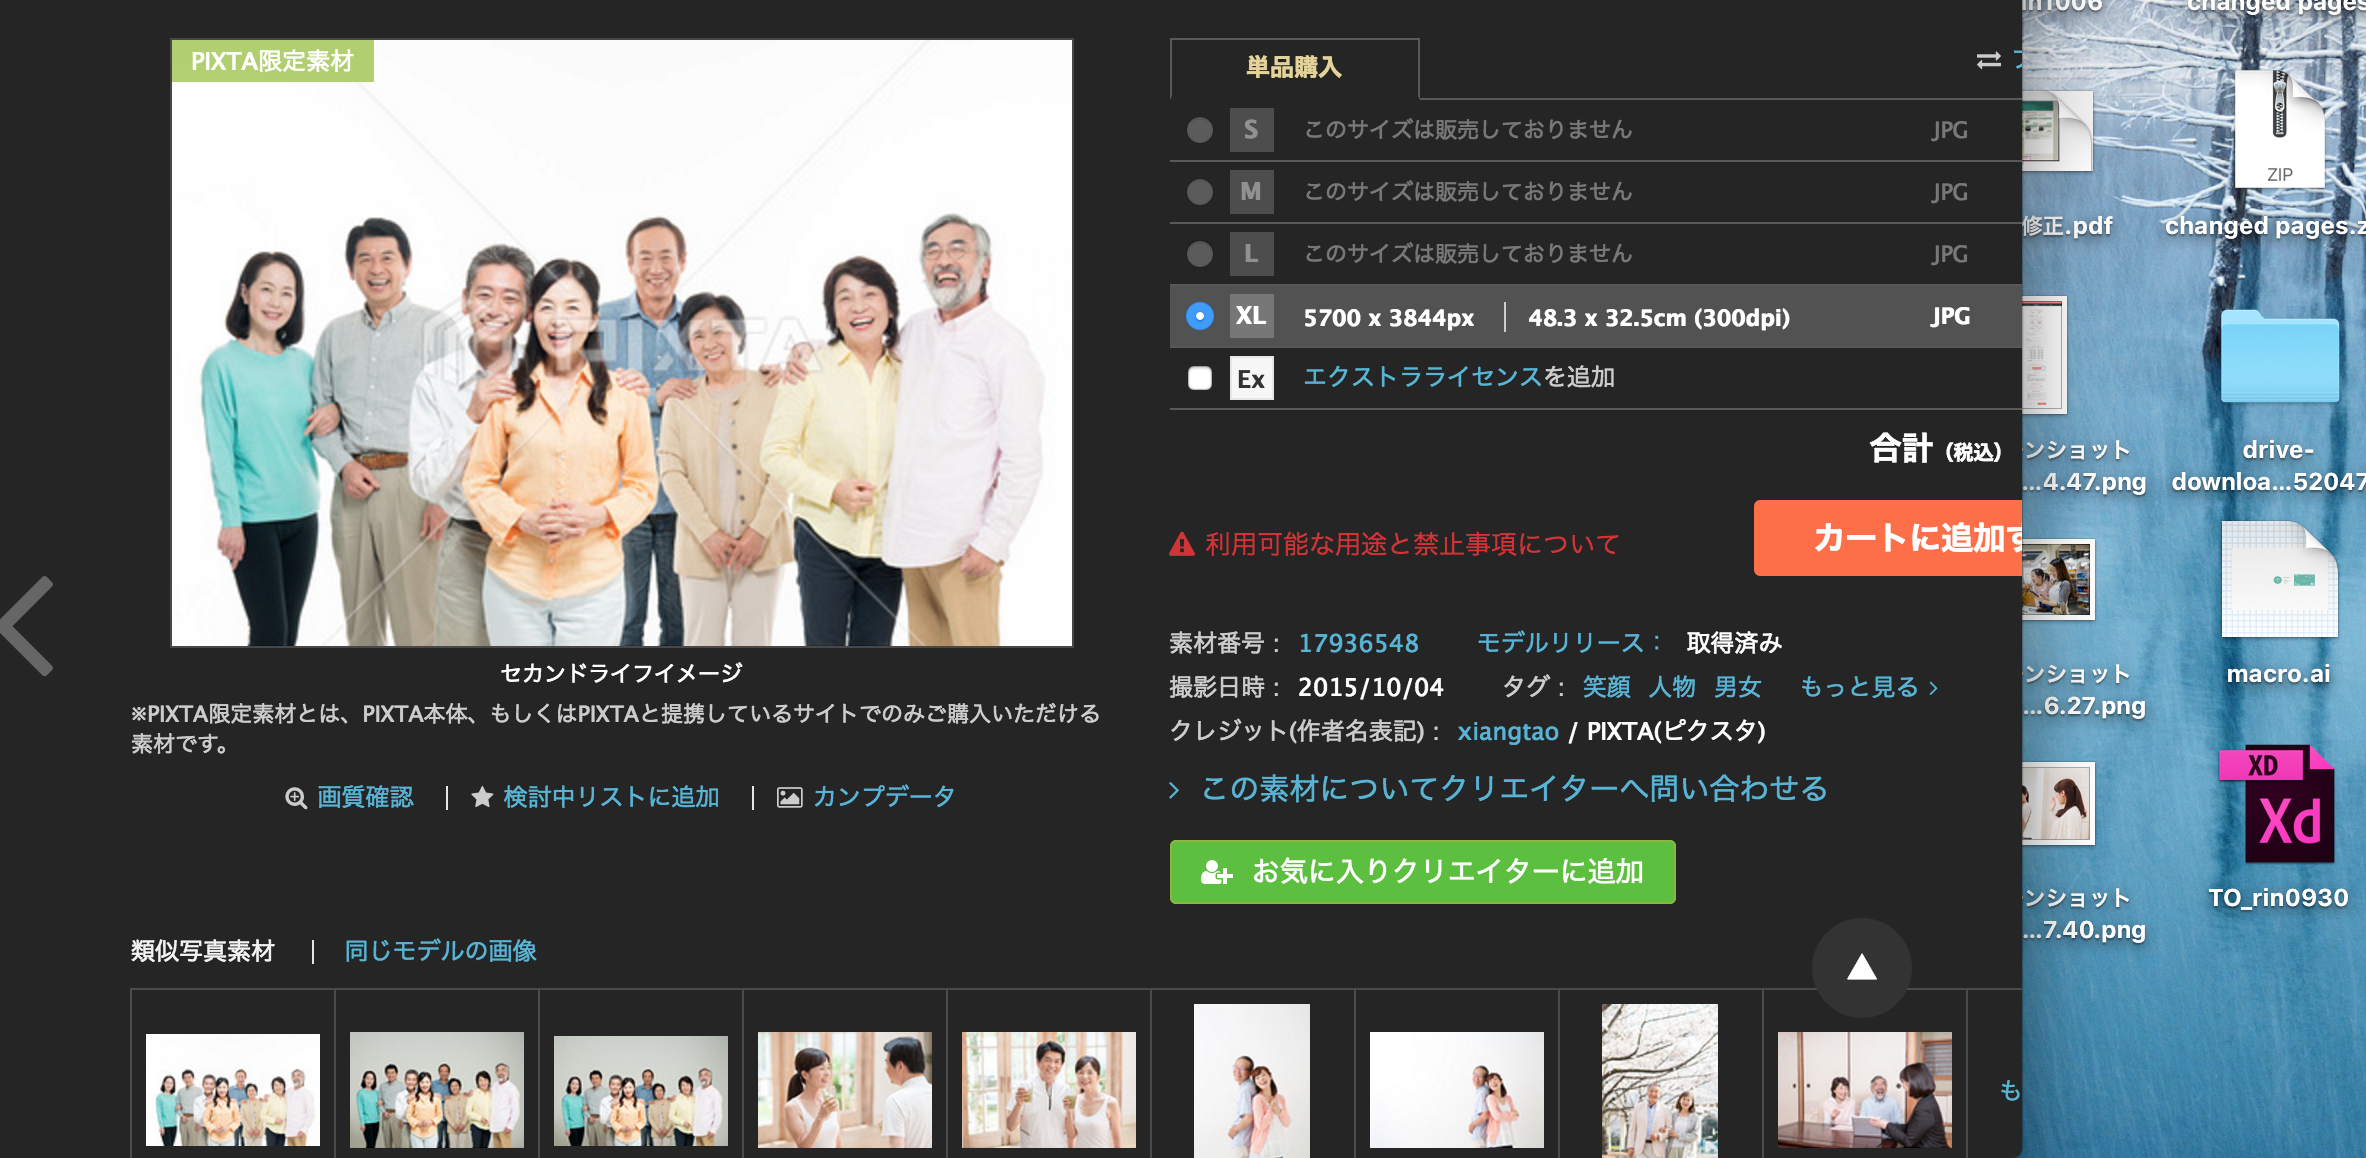 PIXTA限定素材
PIXTA
セカンドライフイメージ
※PIXTA限定素材とは、PIXTA本体、もしくはPIXTAと提携しているサイトでのみご購入いただける
素材です。
画質確認 | 検討中リストに追加 | カンプデータ
単品購入
S このサイズは販売しておりません JPG
M このサイズは販売しておりません JPG
L このサイズは販売しておりません JPG
XL 5700 x 3844px | 48.3 x 32.5cm (300dpi) JPG
Ex エクストラライセンスを追加
合計 (税込)
利用可能な用途と禁止事項について
カートに追加す
素材番号： 17936548 モデルリリース： 取得済み
撮影日時： 2015/10/04 タグ： 笑顔 人物 男女 もっと見る ›
クレジット(作者名表記)： xiangtao / PIXTA(ピクスタ)
› この素材についてクリエイターへ問い合わせる
お気に入りクリエイターに追加
類似写真素材 | 同じモデルの画像
も
changed pages
ZIP
修正.pdf
changed pages.z
ンショット
...4.47.png
drive-
downloa...52047
ンショット
...6.27.png
macro.ai
XD
Xd
ンショット
...7.40.png
TO_rin0930